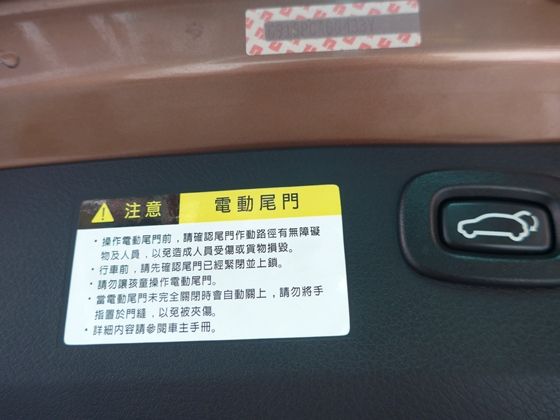 注意 電動尾門
・操作電動尾門前，請確認尾門作動路徑有無障礙
物及人員，以免造成人員受傷或貨物損毀。
・行車前，請先確認尾門已經緊閉並上鎖。
・請勿讓孩童操作電動尾門。
・當電動尾門未完全關閉時會自動關上，請勿將手
指置於門縫，以免被夾傷。
・詳細內容請參閱車主手冊。